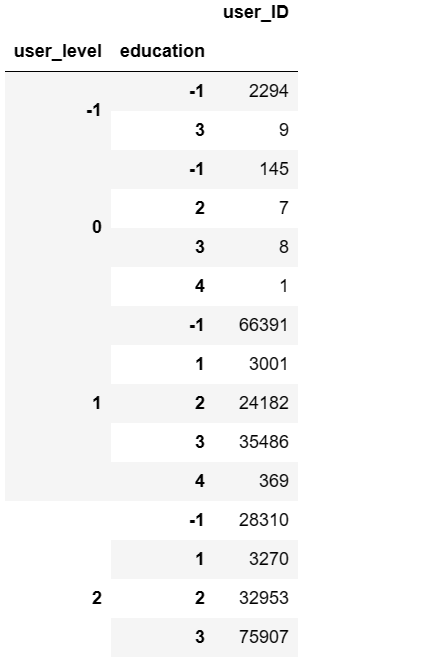 user_ID
user_level education
-1 -1 2294
3 9
0 -1 145
2 7
3 8
4 1
1 -1 66391
1 3001
2 24182
3 35486
4 369
2 -1 28310
1 3270
2 32953
3 75907